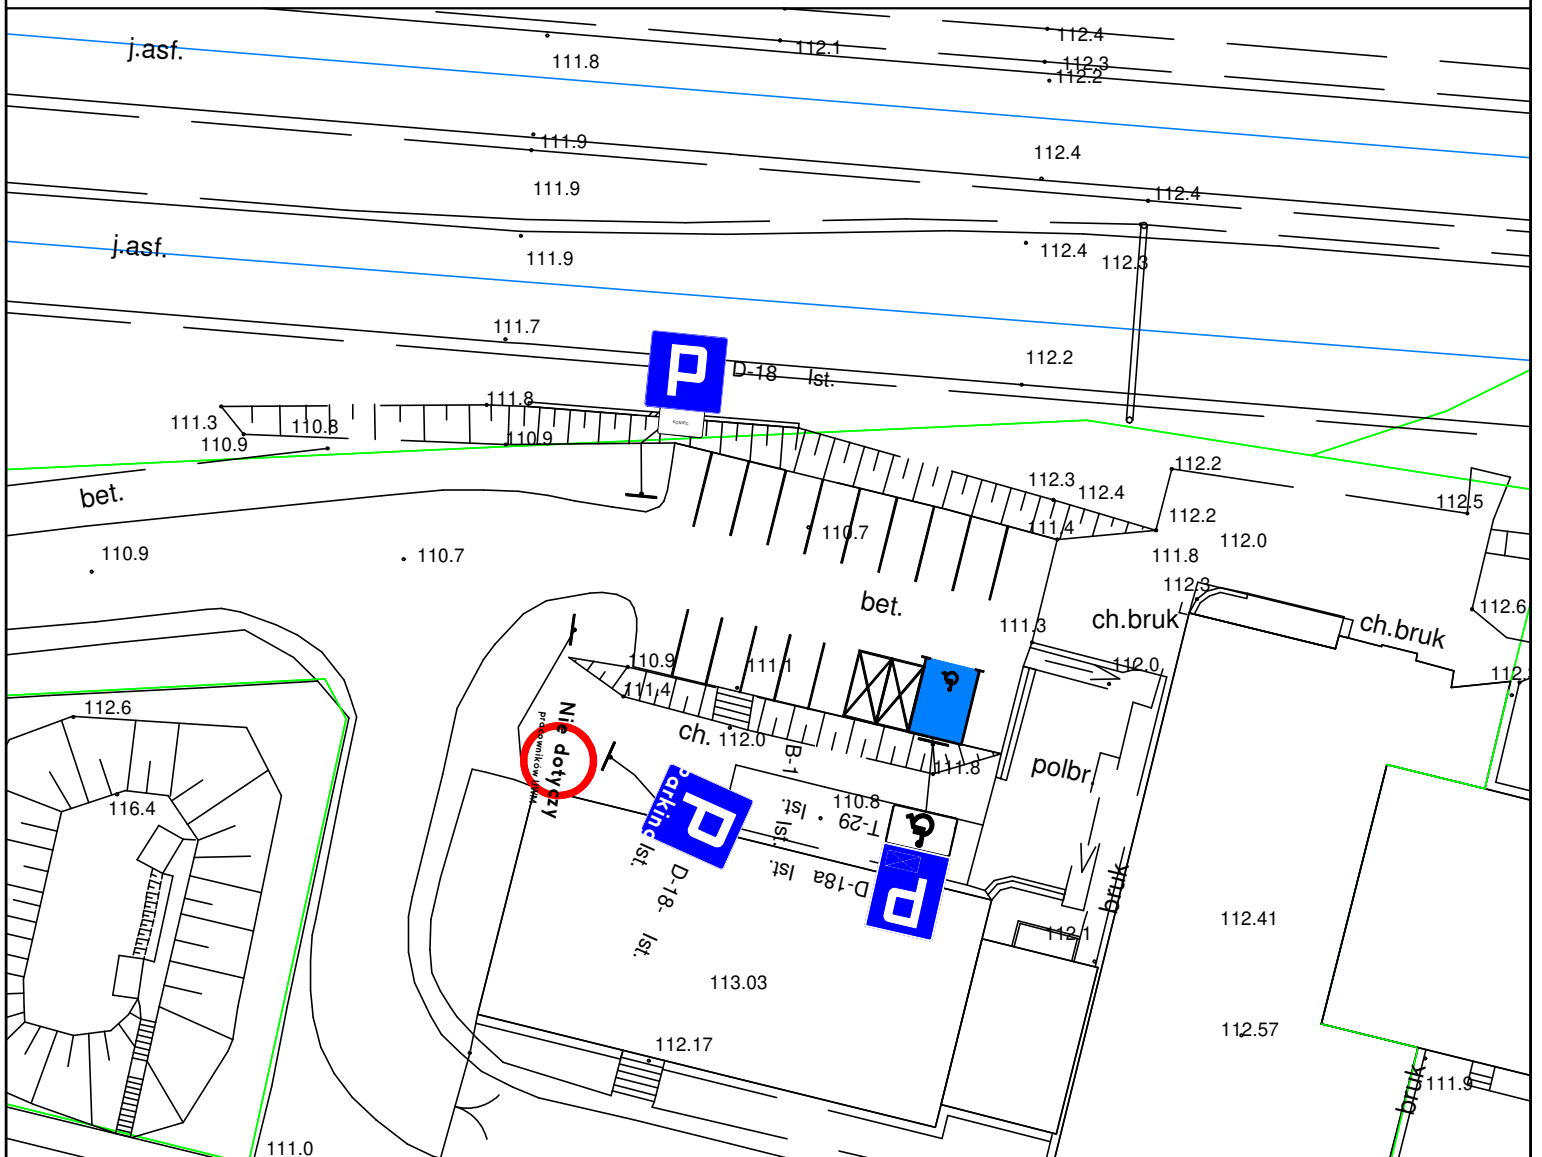 112.4
j.asf.
112.1
111.8
112.3
112.2
111.9
112.4
111.9
112.4
j.asf.
111.9
112.4
112.3
111.7
112.2
P
D-18 Ist.
111.8
111.3
110.8
110.9
110.9
KONIEC
112.2
bet.
112.3
112.4
112.5
110.7
111.4
112.2
112.0
110.9
110.7
111.8
112.3
bet.
ch.bruk
112.6
ch.bruk
111.3
110.9
111.1
112.0
111.4
112.6
Nie dotyczy
pracowników
ch.
112.0
B-1
Ist.
111.8
polbr.
116.4
110.8
T-29
Ist.
Parking
P
Ist.
D-18a Ist.
P
D-18-
Ist.
bruk
112.41
112.1
113.03
112.57
112.17
bruk
111.9
111.0